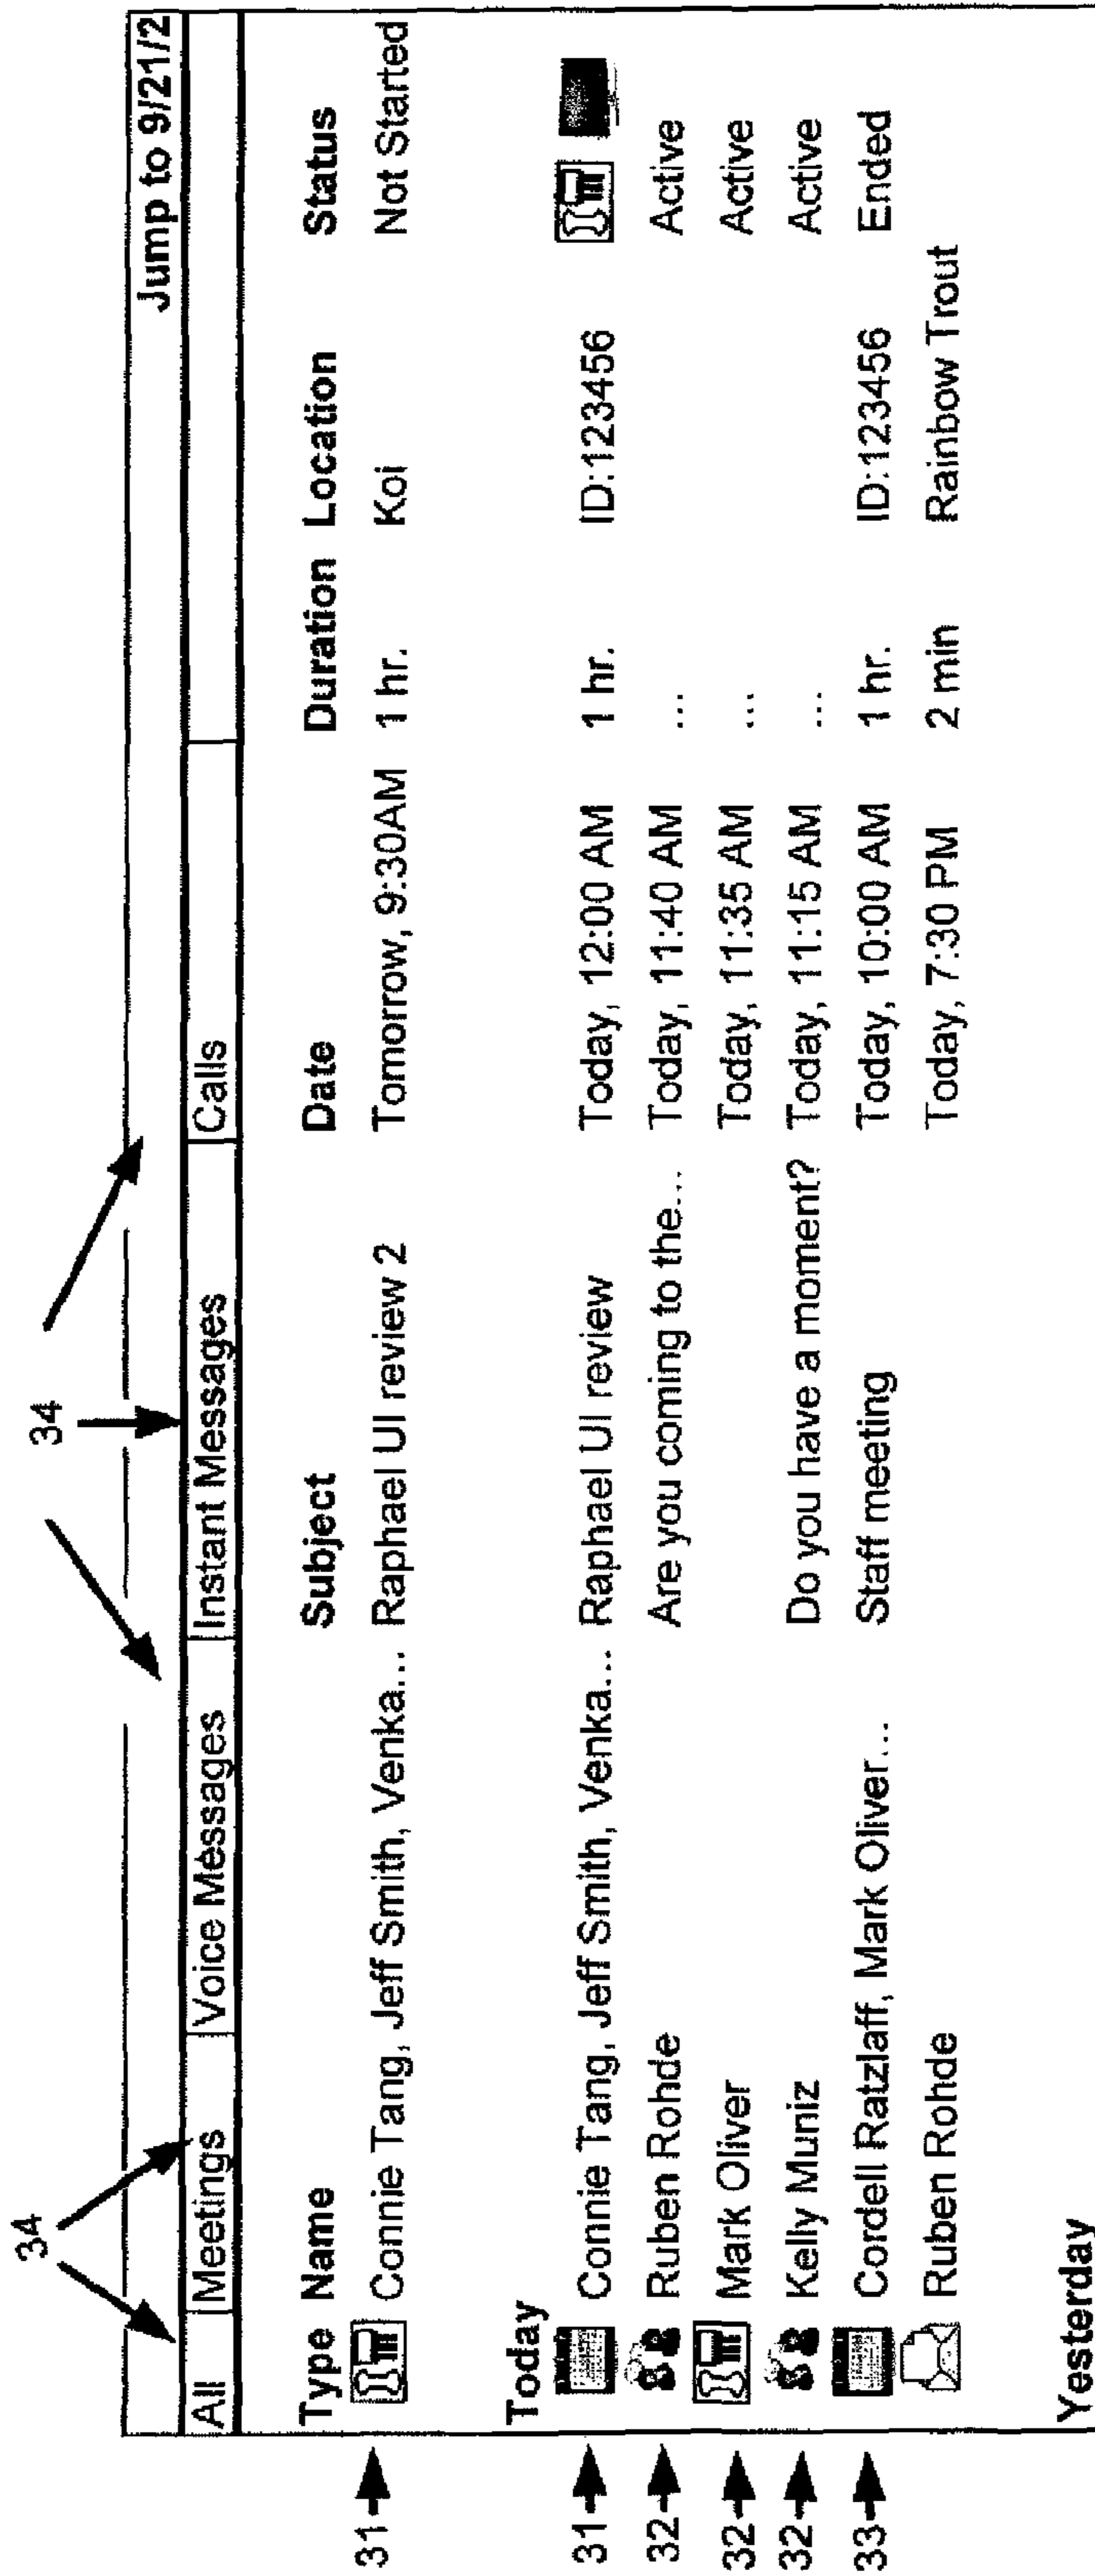 34 34
Jump to 9/21/2
All Meetings Voice Messages Instant Messages Calls
Type Name Subject Date Duration Location Status
31 Connie Tang, Jeff Smith, Venka... Raphael UI review 2 Tomorrow, 9:30AM 1 hr. Koi Not Started
Today
31 Connie Tang, Jeff Smith, Venka... Raphael UI review Today, 12:00 AM 1 hr. ID:123456
32 Ruben Rohde Are you coming to the... Today, 11:40 AM ... Active
32 Mark Oliver Today, 11:35 AM ... Active
32 Kelly Muniz Do you have a moment? Today, 11:15 AM ... Active
33 Cordell Ratzlaff, Mark Oliver... Staff meeting Today, 10:00 AM 1 hr. ID:123456 Ended
Ruben Rohde Today, 7:30 PM 2 min Rainbow Trout
Yesterday